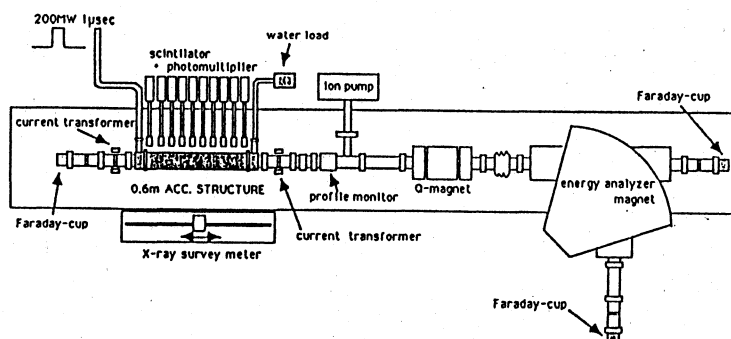 200MW 1μsec
water load
scintilator
+ photomultiplier
Ion pump
Faraday-cup
current transformer
0.6m ACC. STRUCTURE
profile monitor
Q-magnet
energy analyzer
magnet
Faraday-cup
current transformer
X-ray survey meter
Faraday-cup